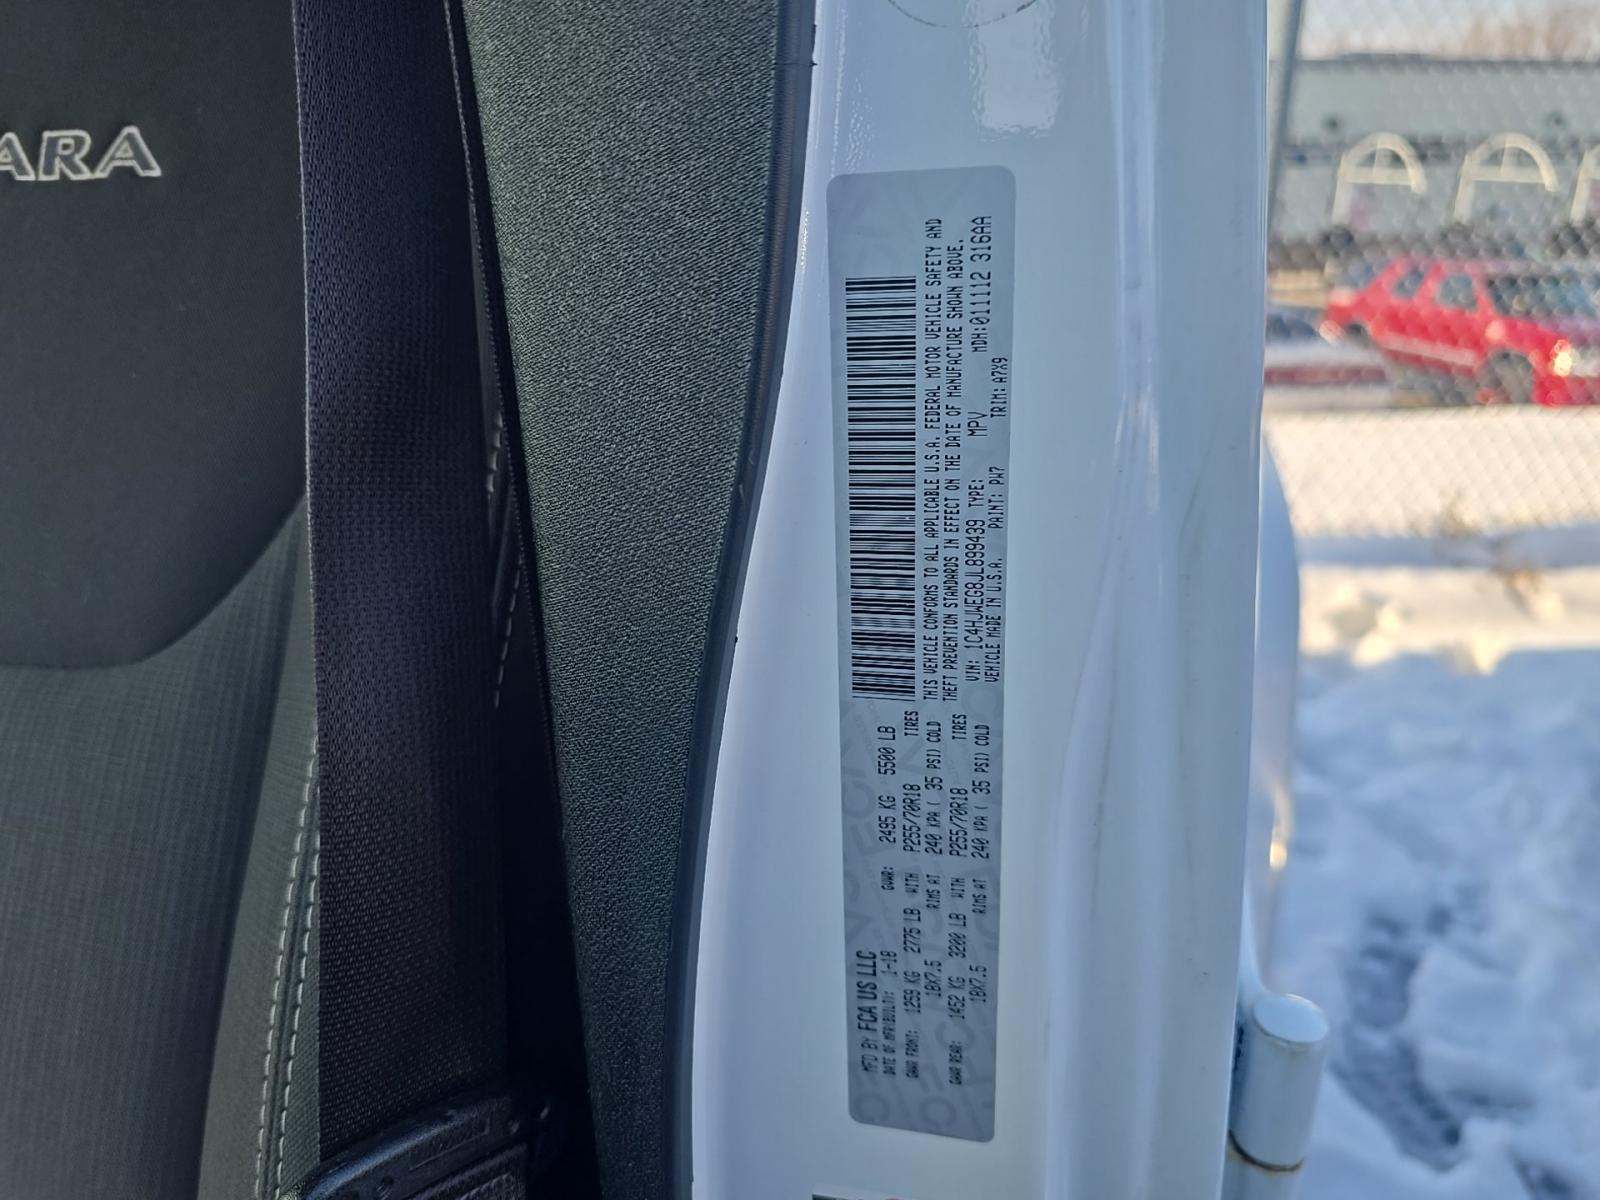 ARA
MFD BY FCA US LLC
DATE OF MFR(BUILT): 1-18 GVWR: 2495 KG 5500 LB
GAWR FRONT: 1259 KG 2775 LB WITH P255/70R18 TIRES
18X7.5 RIMS AT 240 KPA ( 35 PSI) COLD
GAWR REAR: 1452 KG 3200 LB WITH P255/70R18 TIRES
18X7.5 RIMS AT 240 KPA ( 35 PSI) COLD
THIS VEHICLE CONFORMS TO ALL APPLICABLE U.S.A. FEDERAL MOTOR VEHICLE SAFETY AND
THEFT PREVENTION STANDARDS IN EFFECT ON THE DATE OF MANUFACTURE SHOWN ABOVE.
VIN: 1C4HJWEG8JL899439 TYPE: MPV MDH:011112 316AA
VEHICLE MADE IN U.S.A. PAINT: PW7 TRIM: A7X9